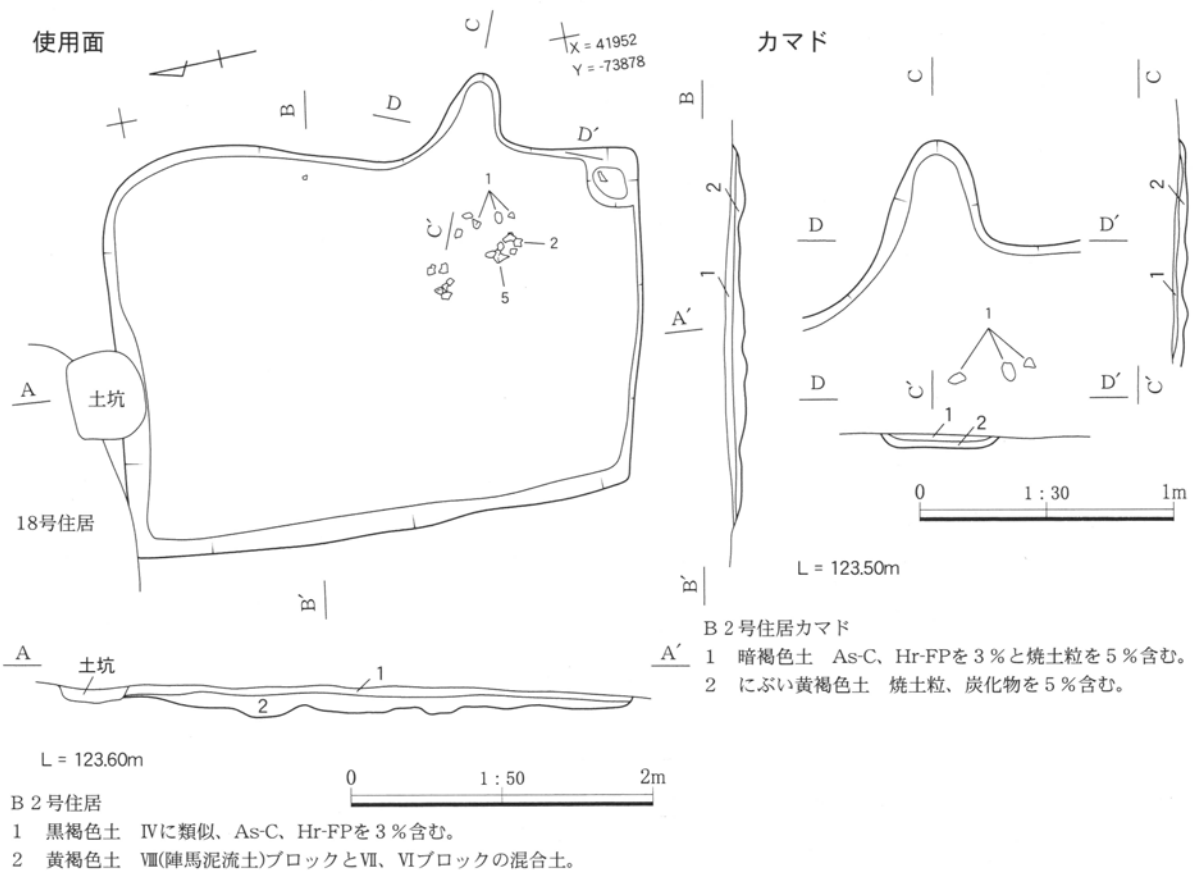 使用面
カマド
X = 41952
Y = -73878
C
B
D
D′
1
C′
2
5
A
A′
土坑
18号住居
B′
B
2
1
A′
B′
C
D
D′
1
D
C′
D′
1
2
C
2
1
C′
0
1 : 30
1m
L = 123.50m
B 2号住居カマド
1 暗褐色土 As-C、Hr-FPを3%と焼土粒を5%含む。
2 にぶい黄褐色土 焼土粒、炭化物を5%含む。
A
土坑
1
A′
2
L = 123.60m
0
1 : 50
2m
B 2号住居
1 黒褐色土 Ⅳに類似、As-C、Hr-FPを3%含む。
2 黄褐色土 Ⅷ(陣馬泥流土)ブロックとⅦ、Ⅵブロックの混合土。